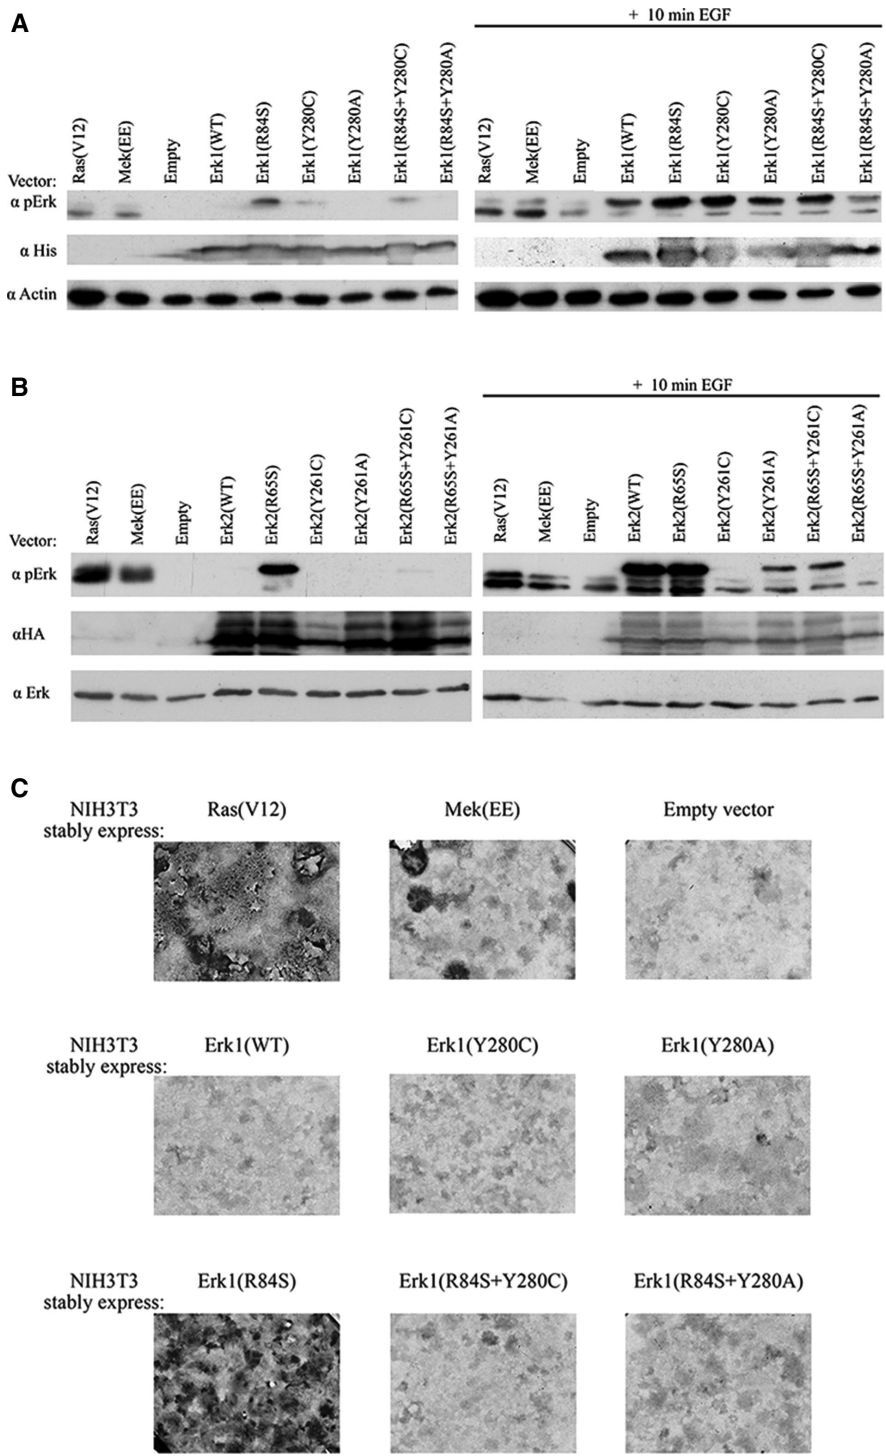 A
+ 10 min EGF
Vector:
Ras(V12)
Mek(EE)
Empty
Erk1(WT)
Erk1(R84S)
Erk1(Y280C)
Erk1(Y280A)
Erk1(R84S+Y280C)
Erk1(R84S+Y280A)
Ras(V12)
Mek(EE)
Empty
Erk1(WT)
Erk1(R84S)
Erk1(Y280C)
Erk1(Y280A)
Erk1(R84S+Y280C)
Erk1(R84S+Y280A)
α pErk
α His
α Actin
B
+ 10 min EGF
Vector:
Ras(V12)
Mek(EE)
Empty
Erk2(WT)
Erk2(R65S)
Erk2(Y261C)
Erk2(Y261A)
Erk2(R65S+Y261C)
Erk2(R65S+Y261A)
Ras(V12)
Mek(EE)
Empty
Erk2(WT)
Erk2(R65S)
Erk2(Y261C)
Erk2(Y261A)
Erk2(R65S+Y261C)
Erk2(R65S+Y261A)
α pErk
αHA
α Erk
C
NIH3T3
stably express:
Ras(V12)
Mek(EE)
Empty vector
NIH3T3
stably express:
Erk1(WT)
Erk1(Y280C)
Erk1(Y280A)
NIH3T3
stably express:
Erk1(R84S)
Erk1(R84S+Y280C)
Erk1(R84S+Y280A)